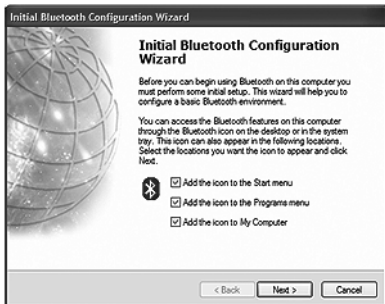 Initial Bluetooth Configuration Wizard
Initial Bluetooth Configuration
Wizard
Before you can begin using Bluetooth on this computer you
must perform some initial setup. This wizard will help you to
configure a basic Bluetooth environment.
You can access the Bluetooth features on this computer
through the Bluetooth icon on the desktop or in the system
tray. This icon can also appear in the following locations.
Select the locations you want the icon to appear and click
Next.
Add the icon to the Start menu
Add the icon to the Programs menu
Add the icon to My Computer
< Back
Next >
Cancel